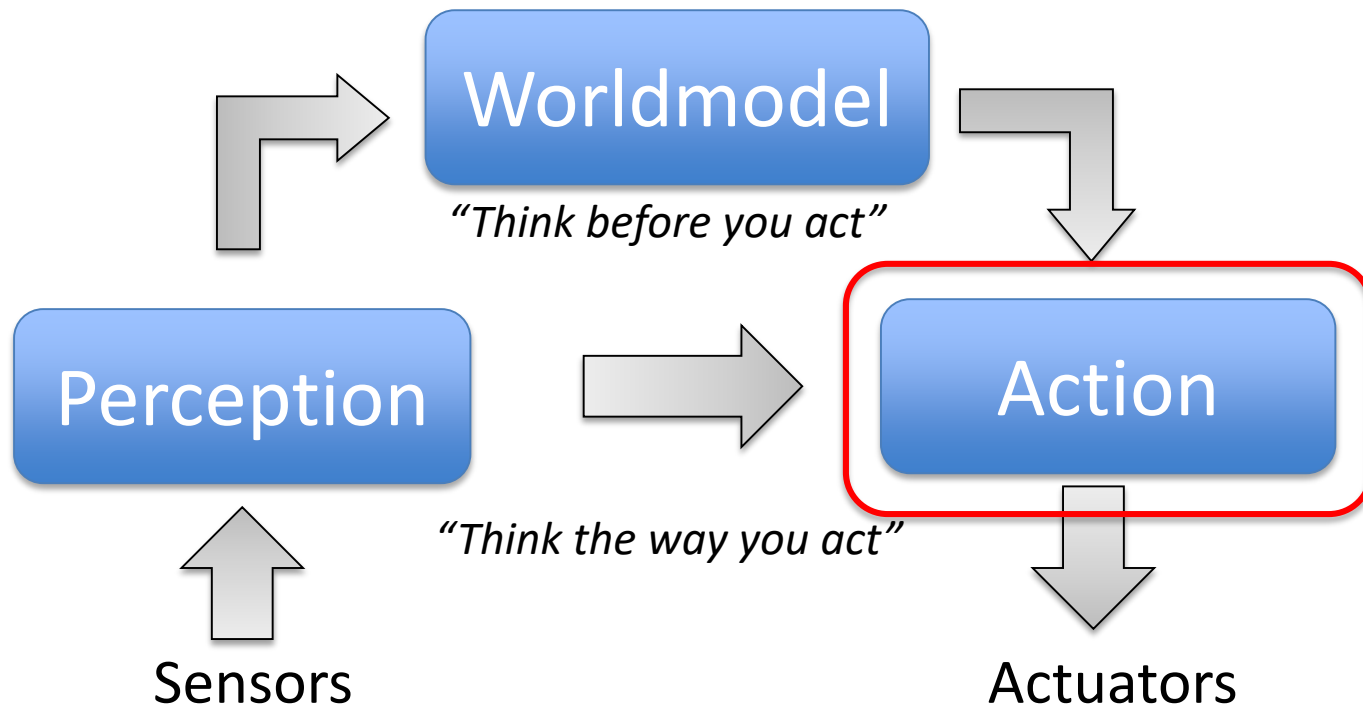 Worldmodel
“Think before you act”
Perception
Action
“Think the way you act”
Sensors
Actuators